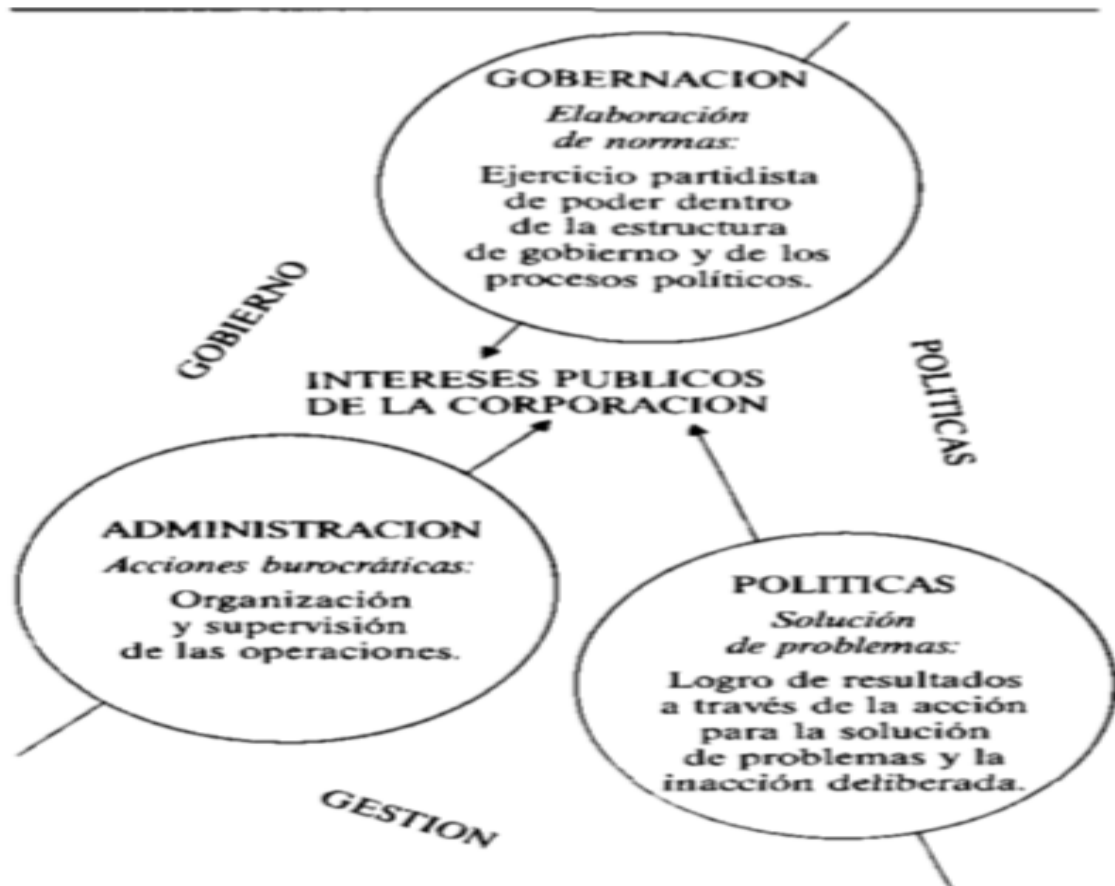 GOBERNACION
Elaboración
de normas:
Ejercicio partidista
de poder dentro
de la estructura
de gobierno y de los
procesos políticos.
GOBIERNO
POLITICAS
INTERESES PUBLICOS
DE LA CORPORACION
ADMINISTRACION
Acciones burocráticas:
Organización
y supervisión
de las operaciones.
POLITICAS
Solución
de problemas:
Logro de resultados
a través de la acción
para la solución
de problemas y la
inacción deliberada.
GESTION